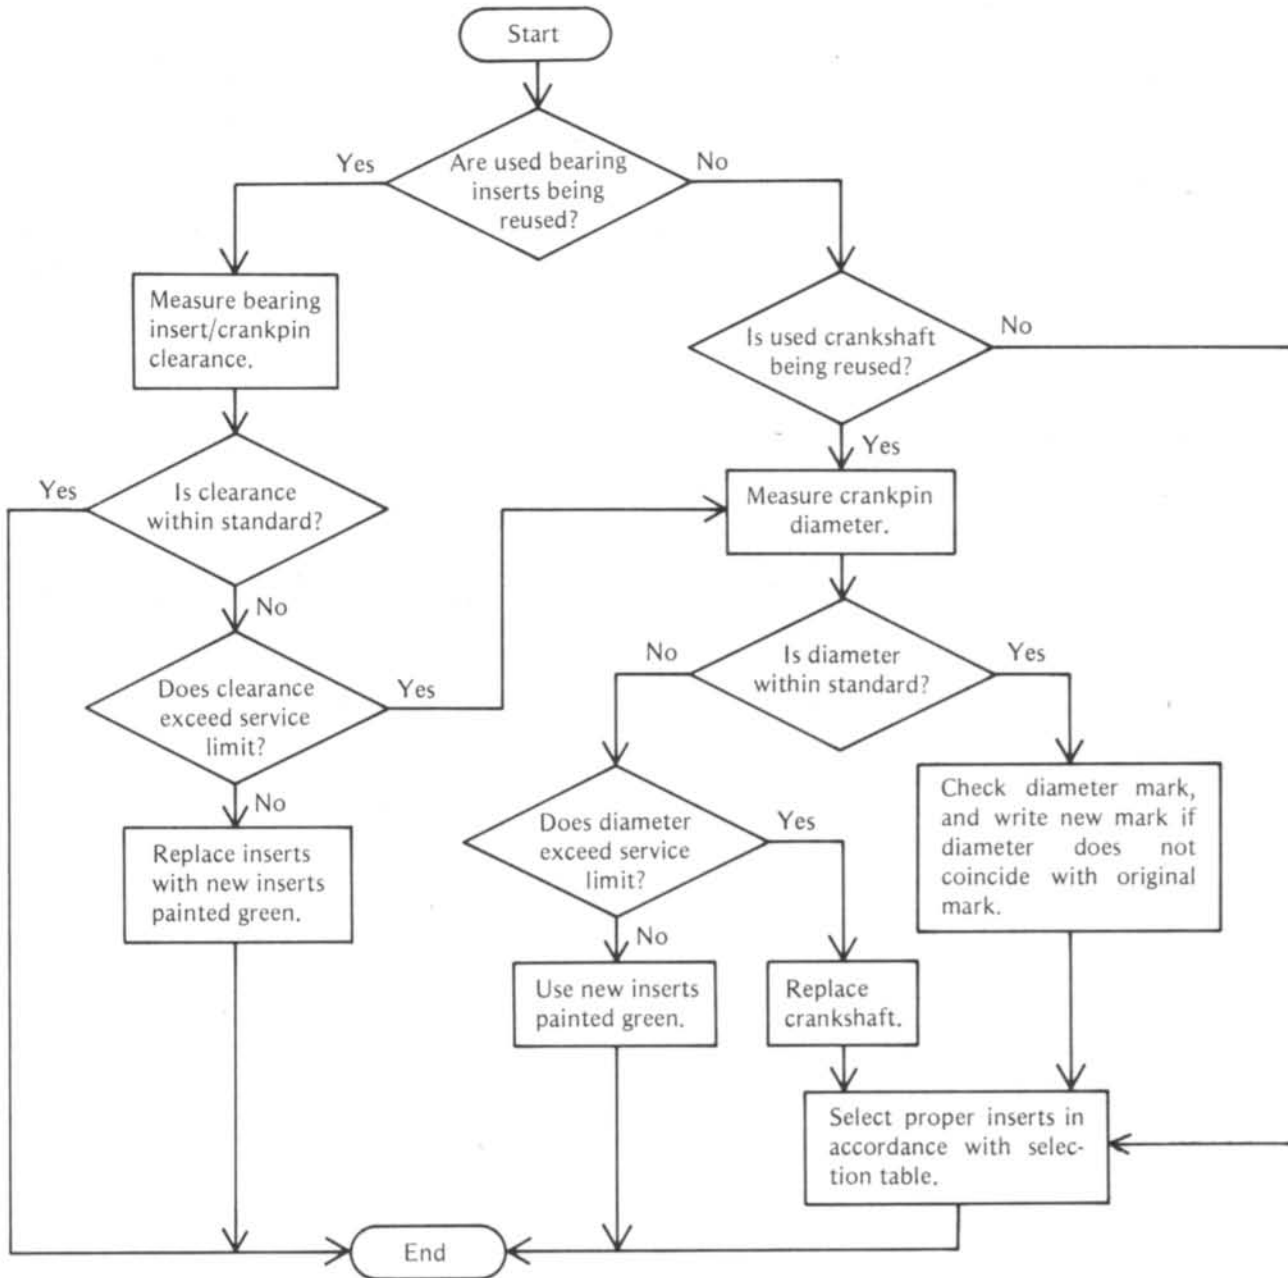 Start
Yes
Are used bearing
inserts being
reused?
No
Measure bearing
insert/crankpin
clearance.
Is used crankshaft
being reused?
No
Yes
Yes
Is clearance
within standard?
Measure crankpin
diameter.
No
No
Is diameter
within standard?
Yes
Does clearance
exceed service
limit?
Yes
No
Check diameter mark,
and write new mark if
diameter does not
coincide with original
mark.
Does diameter
exceed service
limit?
Yes
Replace inserts
with new inserts
painted green.
No
Use new inserts
painted green.
Replace
crankshaft.
Select proper inserts in
accordance with selec-
tion table.
End